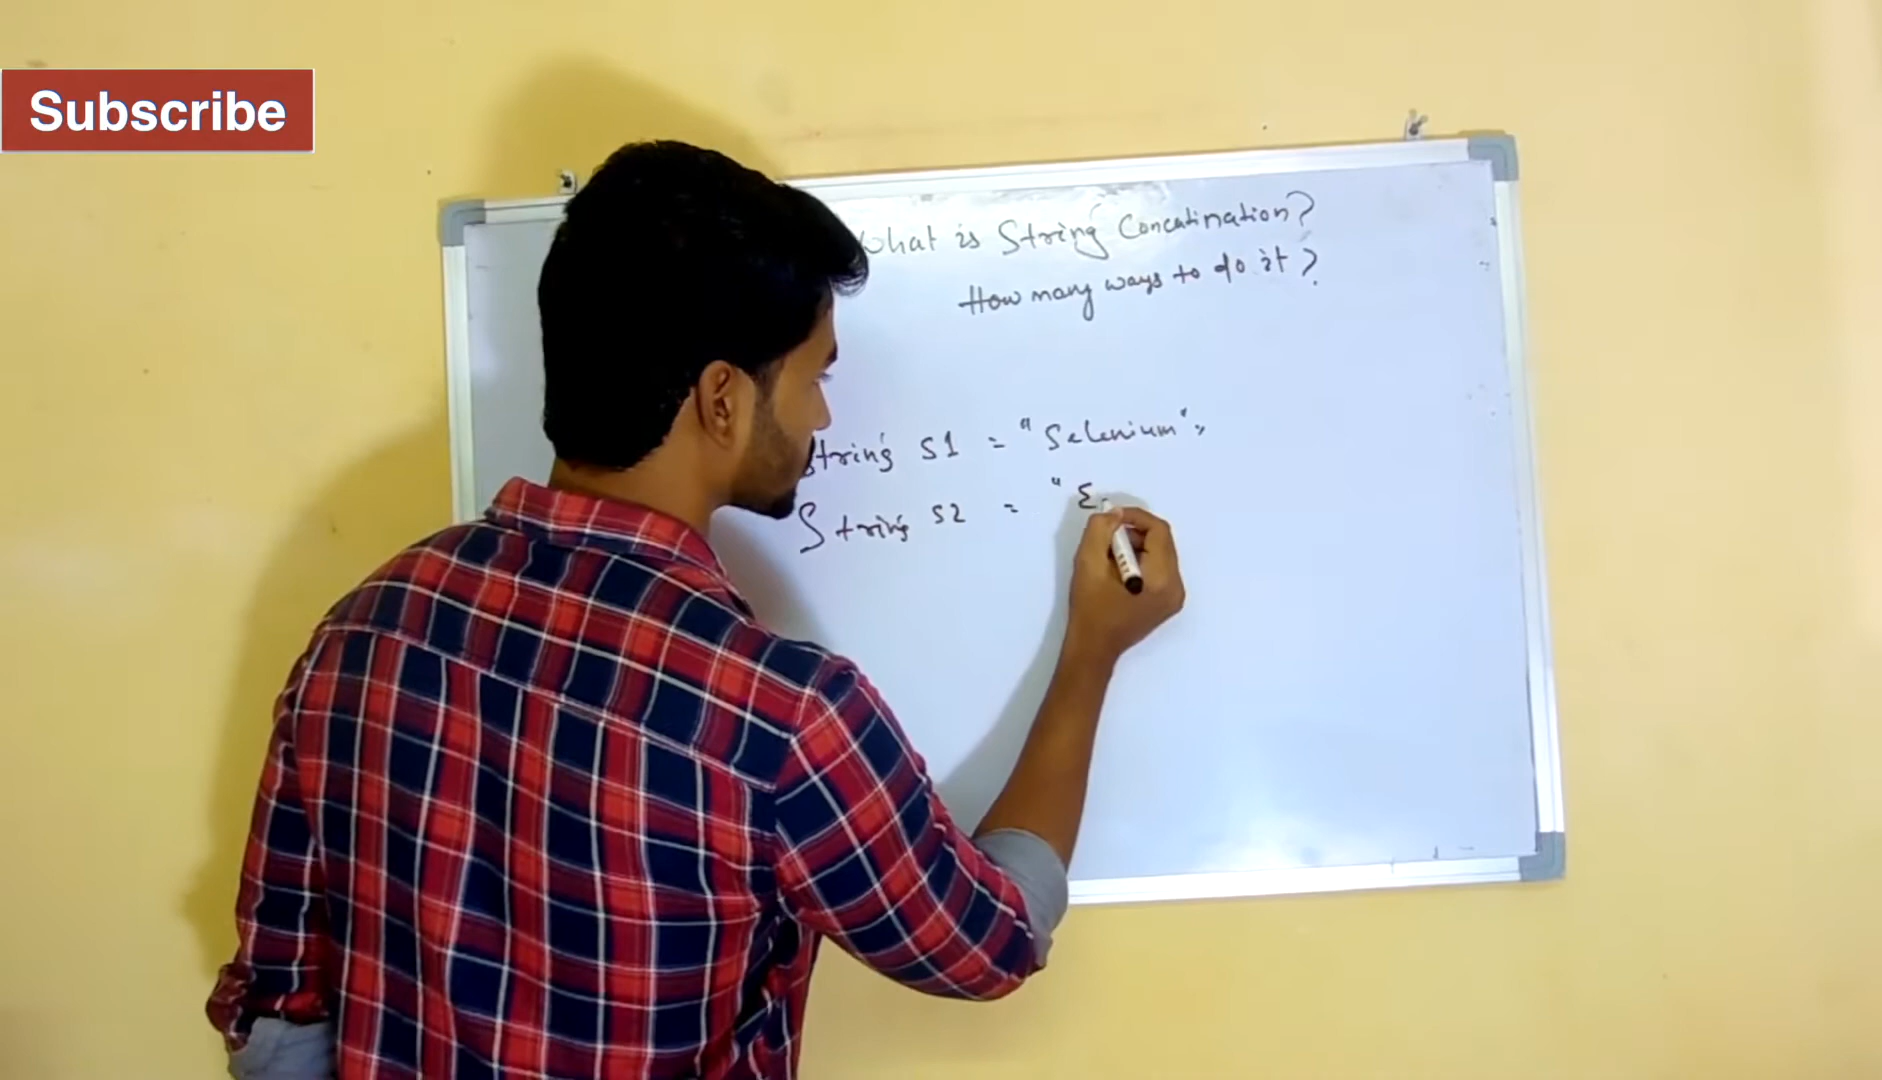 Subscribe
What is String Concatination?
How many ways to do it?
String S1 = "Selenium";
String S2 = "E